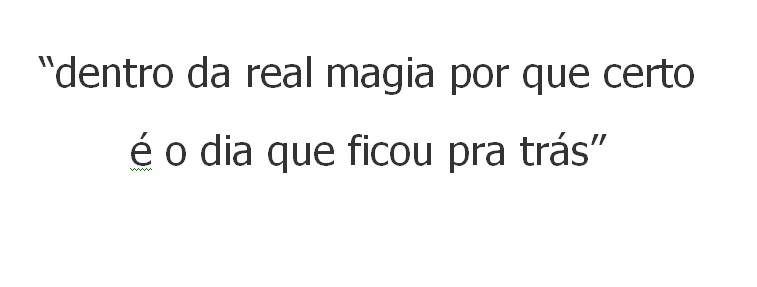 “dentro da real magia por que certo
é o dia que ficou pra trás”